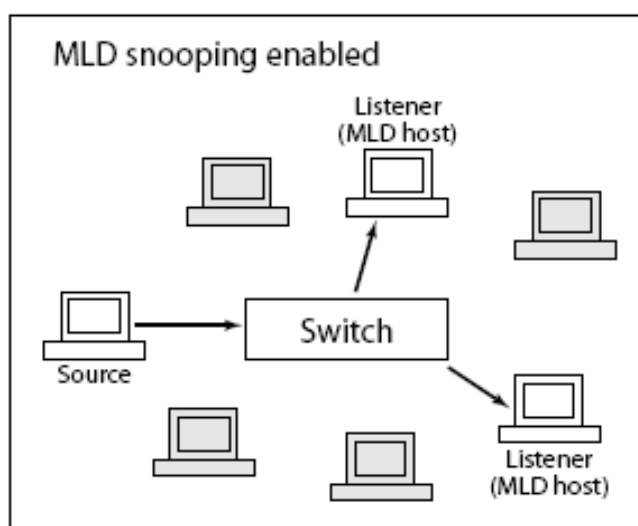 MLD snooping enabled
Listener
(MLD host)
Switch
Source
Listener
(MLD host)